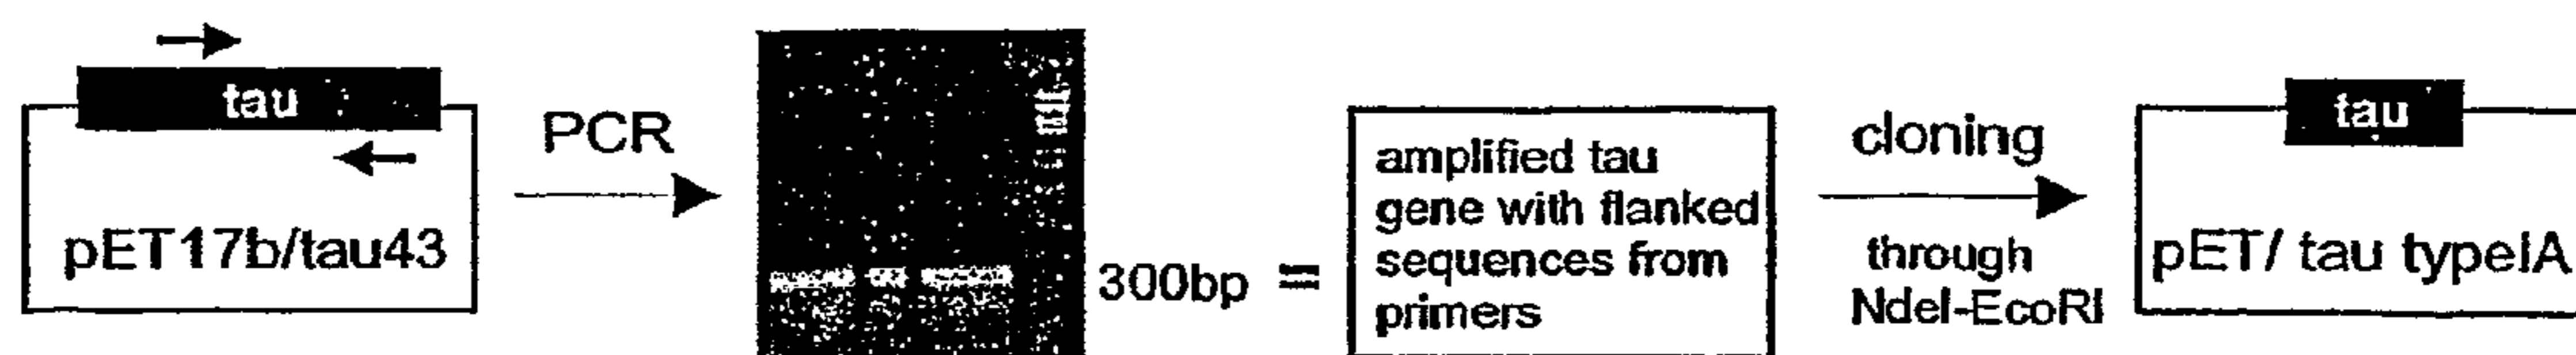 tau
pET17b/tau43
PCR
300bp =
amplified tau
gene with flanked
sequences from
primers
cloning
through
NdeI-EcoRI
tau
pET/ tau typeIA